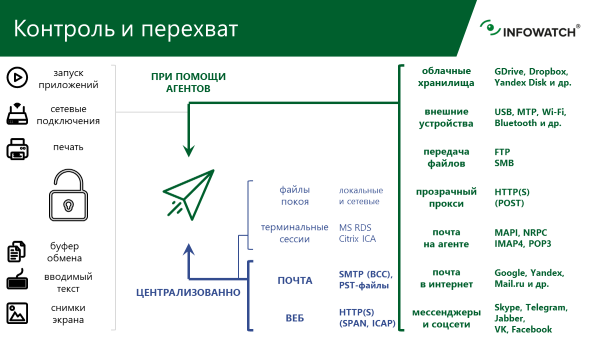 Контроль и перехват
INFOWATCH®
запуск
приложений
сетевые
подключения
печать
буфер
обмена
вводимый
текст
снимки
экрана
ПРИ ПОМОЩИ
АГЕНТОВ
ЦЕНТРАЛИЗОВАННО
файлы
покоя
локальные
и сетевые
терминальные
сессии
MS RDS
Citrix ICA
ПОЧТА
SMTP (BCC),
PST-файлы
ВЕБ
HTTP(S)
(SPAN, ICAP)
облачные
хранилища
GDrive, Dropbox,
Yandex Disk и др.
внешние
устройства
USB, MTP, Wi-Fi,
Bluetooth и др.
передача
файлов
FTP
SMB
прозрачный
прокси
HTTP(S)
(POST)
почта
на агенте
MAPI, NRPC
IMAP4, POP3
почта
в интернет
Google, Yandex,
Mail.ru и др.
мессенджеры
и соцсети
Skype, Telegram,
Jabber,
VK, Facebook